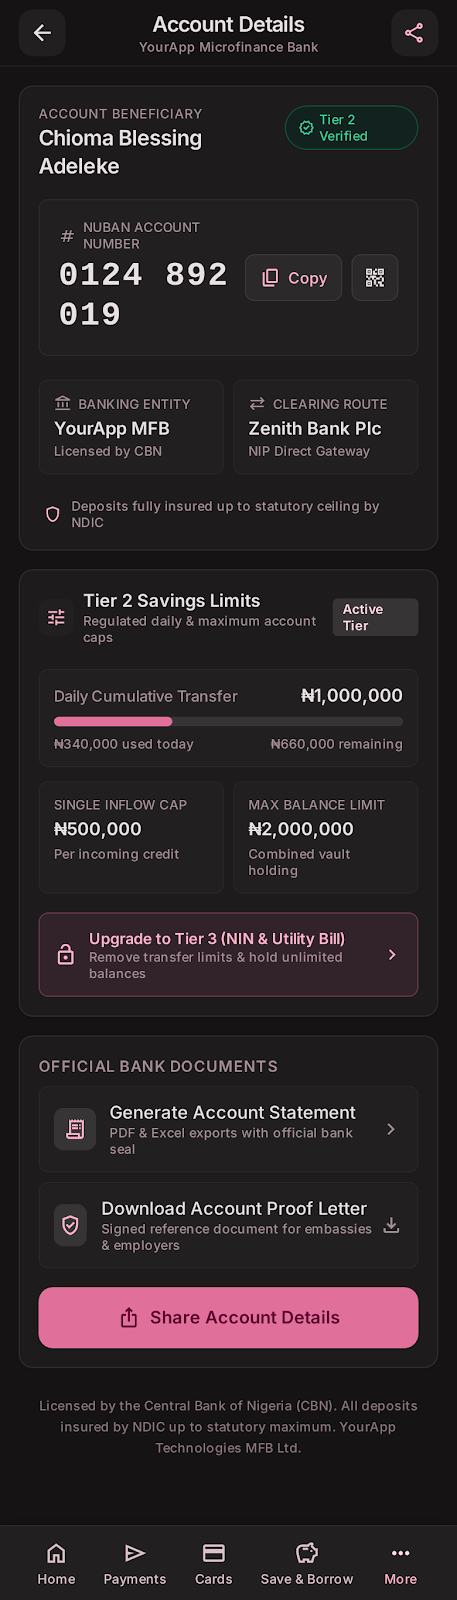 Account Details
YourApp Microfinance Bank
ACCOUNT BENEFICIARY
Chioma Blessing
Adeleke
Tier 2
Verified
NUBAN ACCOUNT
NUMBER
0124 892
019
Copy
BANKING ENTITY
YourApp MFB
Licensed by CBN
CLEARING ROUTE
Zenith Bank Plc
NIP Direct Gateway
Deposits fully insured up to statutory ceiling by
NDIC
Tier 2 Savings Limits
Regulated daily & maximum account
caps
Active
Tier
Daily Cumulative Transfer
₦1,000,000
₦340,000 used today
₦660,000 remaining
SINGLE INFLOW CAP
₦500,000
Per incoming credit
MAX BALANCE LIMIT
₦2,000,000
Combined vault
holding
Upgrade to Tier 3 (NIN & Utility Bill)
Remove transfer limits & hold unlimited
balances
OFFICIAL BANK DOCUMENTS
Generate Account Statement
PDF & Excel exports with official bank
seal
Download Account Proof Letter
Signed reference document for embassies
& employers
Share Account Details
Licensed by the Central Bank of Nigeria (CBN). All deposits
insured by NDIC up to statutory maximum. YourApp
Technologies MFB Ltd.
Home
Payments
Cards
Save & Borrow
More